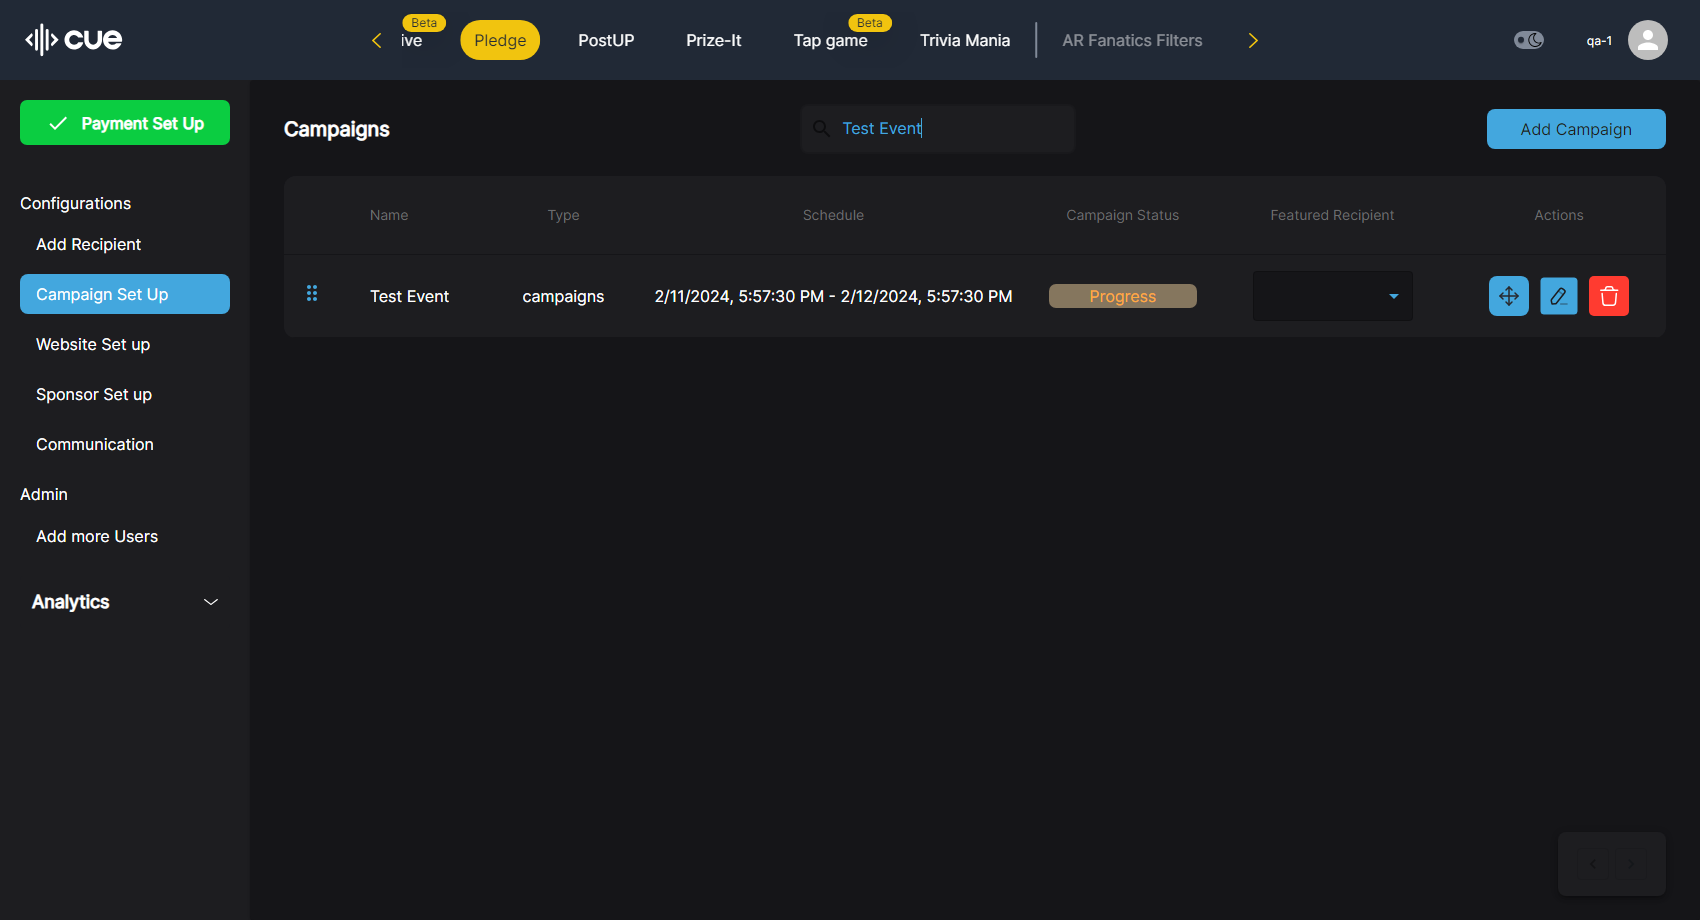 cue
Beta
ive
Pledge
PostUP
Prize-It
Beta
Tap game
Trivia Mania
AR Fanatics Filters
qa-1
Payment Set Up
Configurations
Add Recipient
Campaign Set Up
Website Set up
Sponsor Set up
Communication
Admin
Add more Users
Analytics
Campaigns
Test Event
Add Campaign
Name Type Schedule Campaign Status Featured Recipient Actions
Test Event campaigns 2/11/2024, 5:57:30 PM - 2/12/2024, 5:57:30 PM Progress